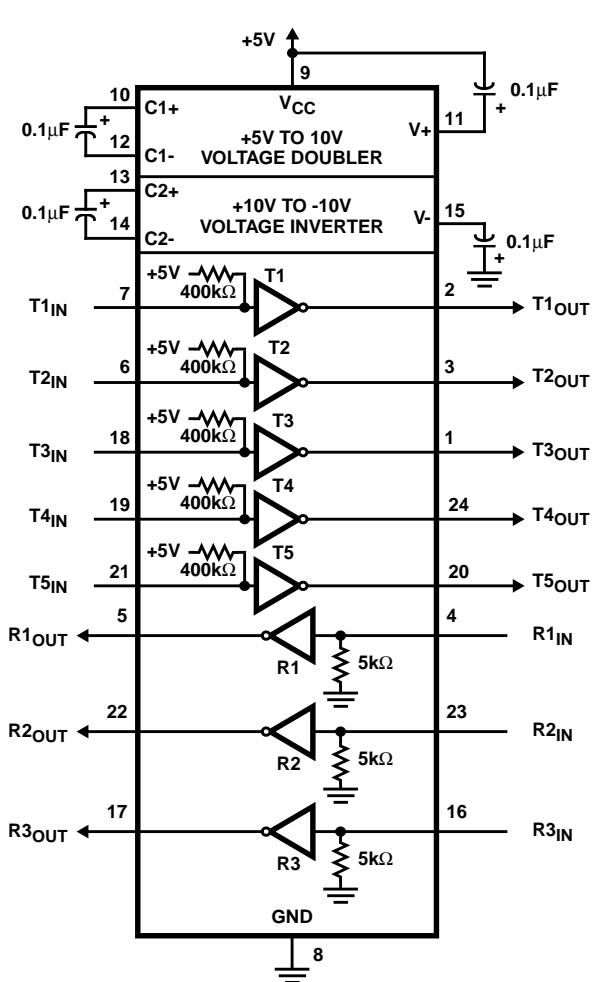 +5V
9
10
C1+
VCC
0.1μF
+
0.1μF
+
12
C1-
+5V TO 10V
VOLTAGE DOUBLER
V+
11
13
C2+
0.1μF
+
14
C2-
+10V TO -10V
VOLTAGE INVERTER
V-
15
0.1μF
+
+5V
400kΩ
T1
T1IN
7
2
T1OUT
+5V
400kΩ
T2
T2IN
6
3
T2OUT
+5V
400kΩ
T3
T3IN
18
1
T3OUT
+5V
400kΩ
T4
T4IN
19
24
T4OUT
+5V
400kΩ
T5
T5IN
21
20
T5OUT
R1OUT
5
4
R1IN
R1
5kΩ
R2OUT
22
23
R2IN
R2
5kΩ
R3OUT
17
16
R3IN
R3
5kΩ
GND
8